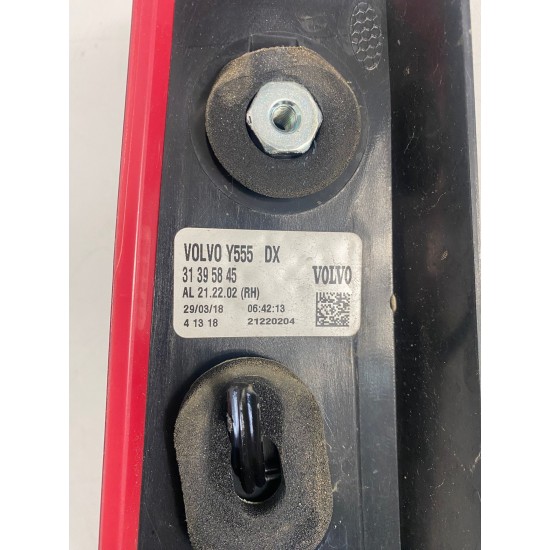 VOLVO Y555 DX
31 39 58 45 VOLVO
AL 21.22.02 (RH)
29/03/18 06:42:13
4 13 18 21220204